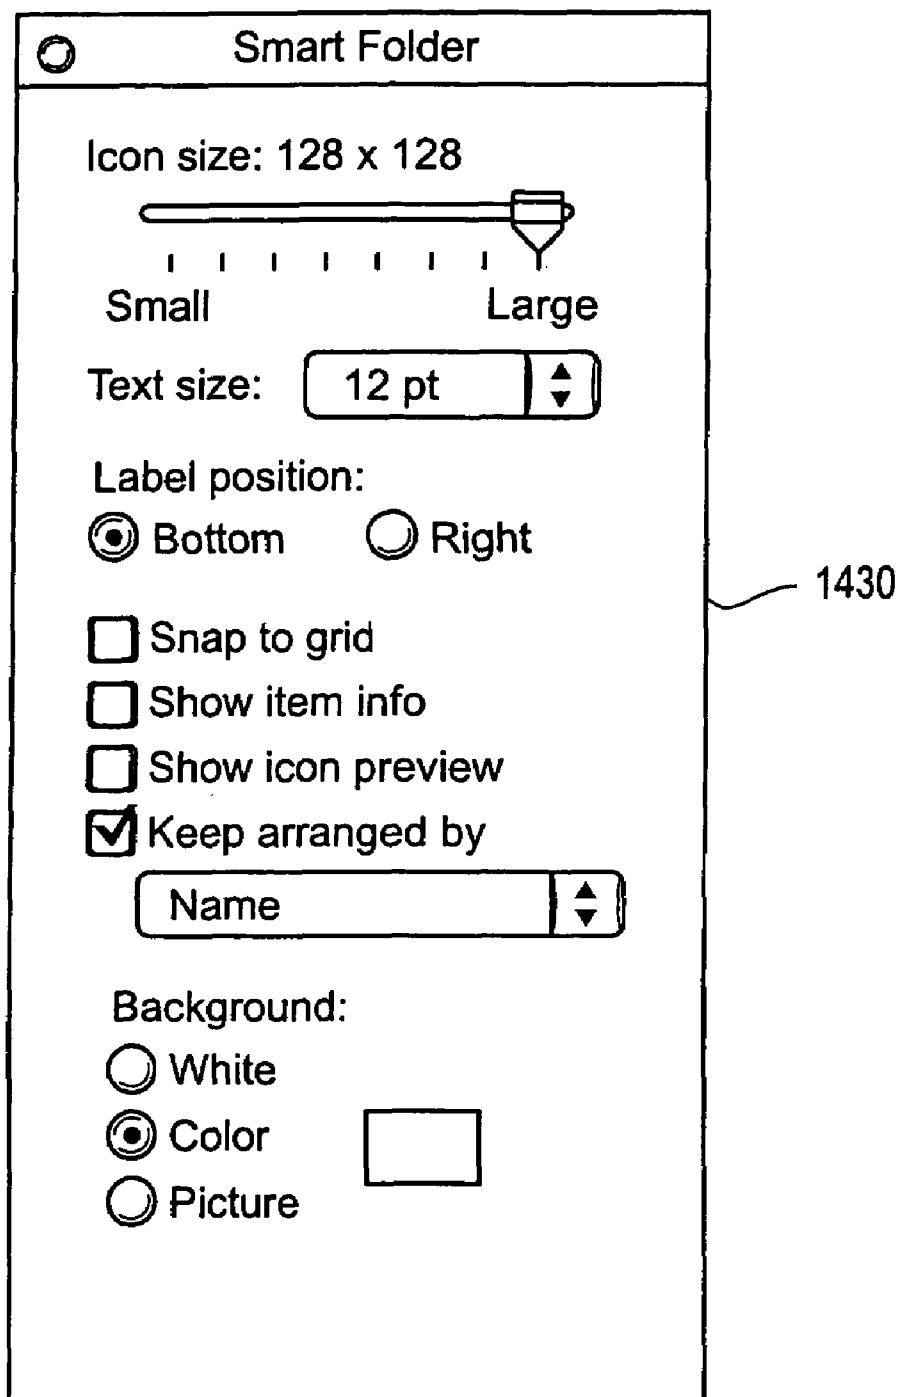 Smart Folder
Icon size: 128 x 128
Small Large
Text size: 12 pt
Label position:
Bottom Right
1430
Snap to grid
Show item info
Show icon preview
Keep arranged by
Name
Background:
White
Color
Picture